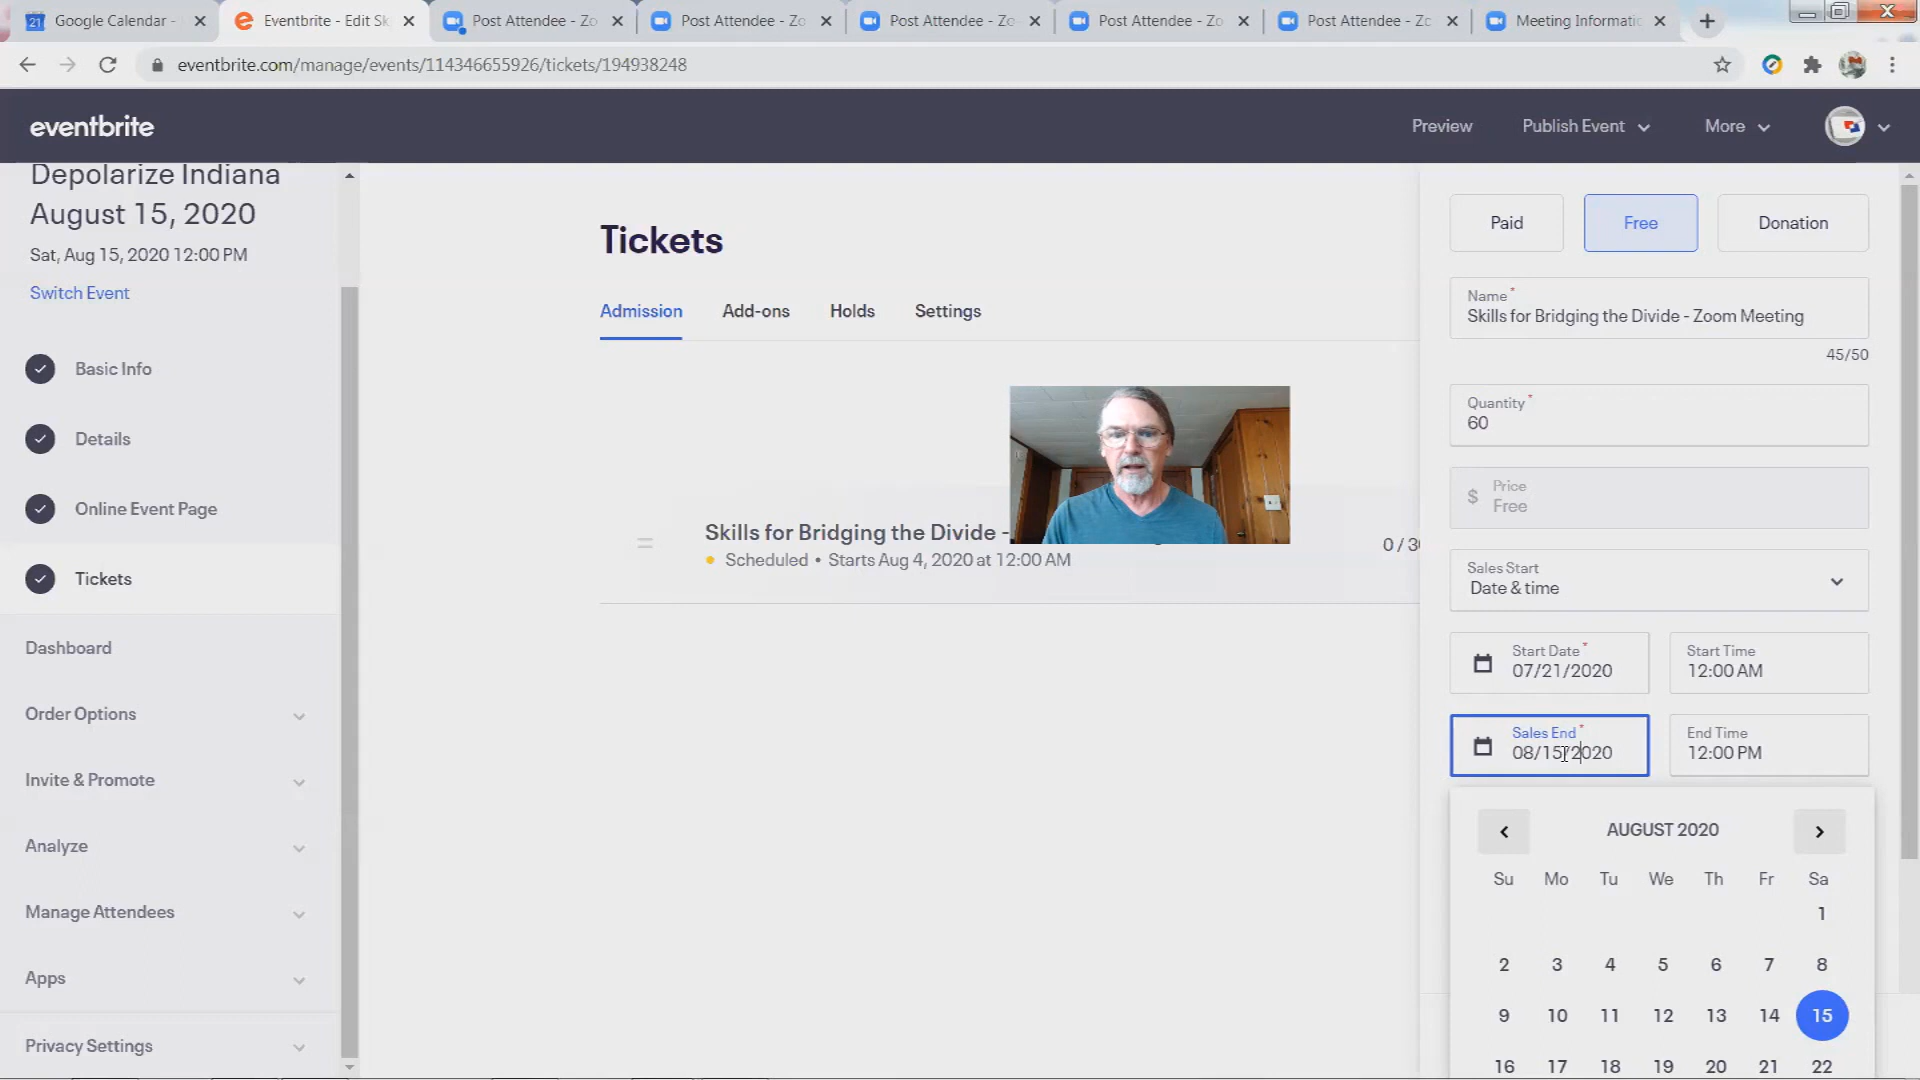 Google Calendar -
Eventbrite - Edit Sk
Post Attendee - Zo
Post Attendee - Zo
Post Attendee - Zo
Post Attendee - Zo
Post Attendee - Zo
Meeting Informatic
eventbrite.com/manage/events/114346655926/tickets/194938248
eventbrite
Preview
Publish Event
More
Depolarize Indiana
August 15, 2020
Sat, Aug 15, 2020 12:00 PM
Switch Event
Basic Info
Details
Online Event Page
Tickets
Dashboard
Order Options
Invite & Promote
Analyze
Manage Attendees
Apps
Privacy Settings
Tickets
Admission Add-ons Holds Settings
Skills for Bridging the Divide -
Scheduled • Starts Aug 4, 2020 at 12:00 AM
0 / 30
Paid Free Donation
Name *
Skills for Bridging the Divide - Zoom Meeting
45/50
Quantity *
60
$ Price
Free
Sales Start
Date & time
Start Date *
07/21/2020
Start Time
12:00 AM
Sales End *
08/15/2020
End Time
12:00 PM
AUGUST 2020
Su Mo Tu We Th Fr Sa
1
2 3 4 5 6 7 8
9 10 11 12 13 14 15
16 17 18 19 20 21 22